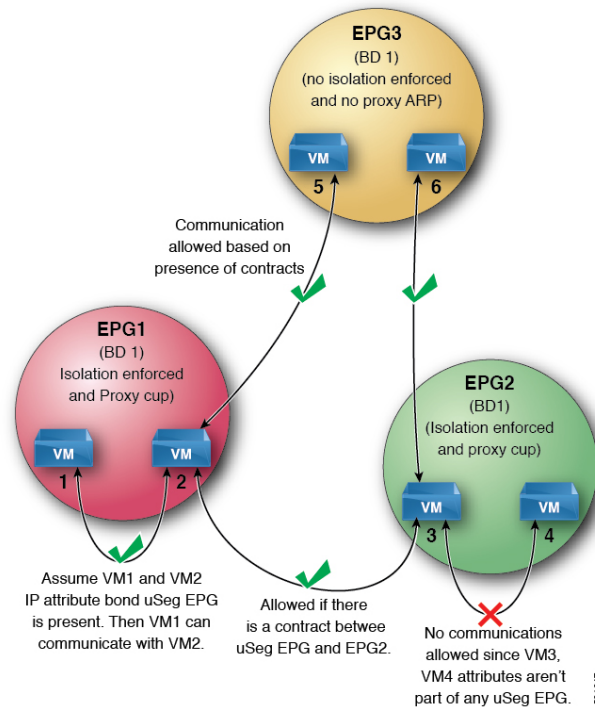 EPG3
(BD 1)
(no isolation enforced
and no proxy ARP)
VM
VM
5
6
Communication
allowed based on
presence of contracts
EPG1
(BD 1)
Isolation enforced
and Proxy cup)
VM
VM
1
2
EPG2
(BD1)
(Isolation enforced
and proxy cup)
VM
VM
3
4
Assume VM1 and VM2
IP attribute bond uSeg EPG
is present. Then VM1 can
communicate with VM2.
Allowed if there
is a contract betwee
uSeg EPG and EPG2.
No communications
allowed since VM3,
VM4 attributes aren't
part of any uSeg EPG.